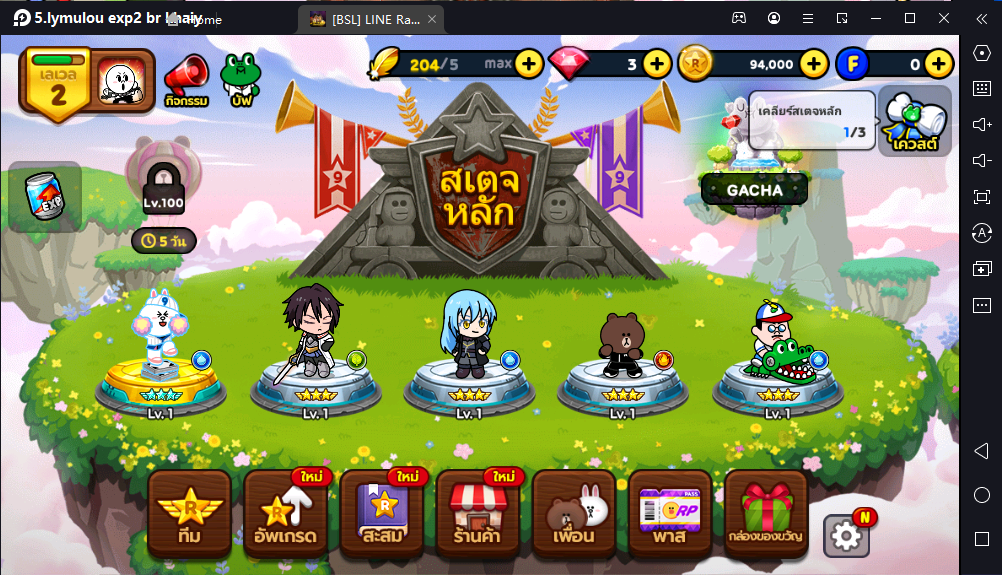 5.lymulou exp2 br
Home
[BSL] LINE Ra...
เลเวล
2
กิจกรรม
บัฟ
204/5 max
3
R
94,000
F
0
เคลียร์สเตจหลัก
1/3
เควสต์
EXP
Lv.100
5 วัน
9
สเตจ
หลัก
9
GACHA
Lv.1
Lv.1
Lv.1
Lv.1
Lv.1
ใหม่
ใหม่
ใหม่
R
R
R
PASS
RP
N
ทีม
อัพเกรด
สะสม
ร้านค้า
เพื่อน
พาส
กล่องของขวัญ